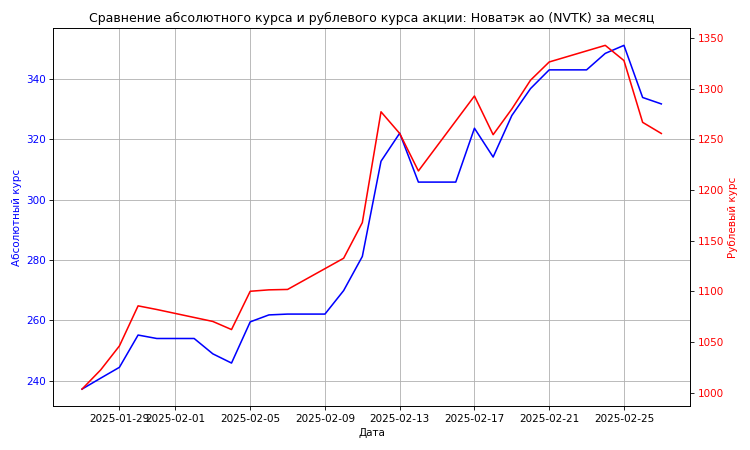 Сравнение абсолютного курса и рублевого курса акции: Новатэк ао (NVTK) за месяц
Абсолютный курс
340
320
300
280
260
240
1350
1300
1250
1200
1150
1100
1050
1000
Рублевый курс
2025-01-29 2025-02-01 2025-02-05 2025-02-09 2025-02-13 2025-02-17 2025-02-21 2025-02-25
Дата